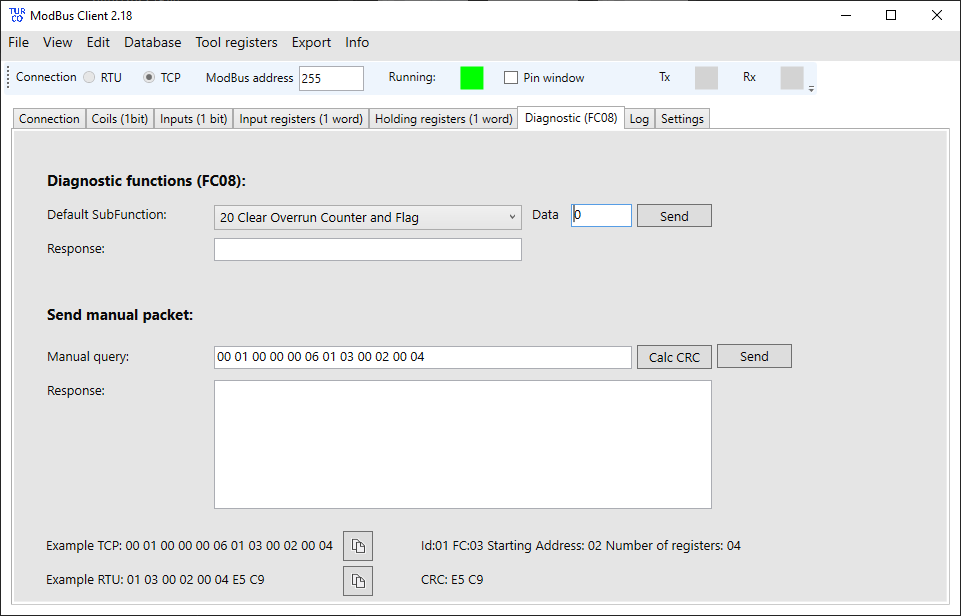 TUR
CO
ModBus Client 2.18
File View Edit Database Tool registers Export Info
Connection RTU TCP ModBus address 255 Running: Pin window Tx Rx
Connection Coils (1bit) Inputs (1 bit) Input registers (1 word) Holding registers (1 word) Diagnostic (FC08) Log Settings
Diagnostic functions (FC08):
Default SubFunction: 20 Clear Overrun Counter and Flag Data 0 Send
Response:
Send manual packet:
Manual query: 00 01 00 00 00 06 01 03 00 02 00 04 Calc CRC Send
Response:
Example TCP: 00 01 00 00 00 06 01 03 00 02 00 04 Id:01 FC:03 Starting Address: 02 Number of registers: 04
Example RTU: 01 03 00 02 00 04 E5 C9 CRC: E5 C9